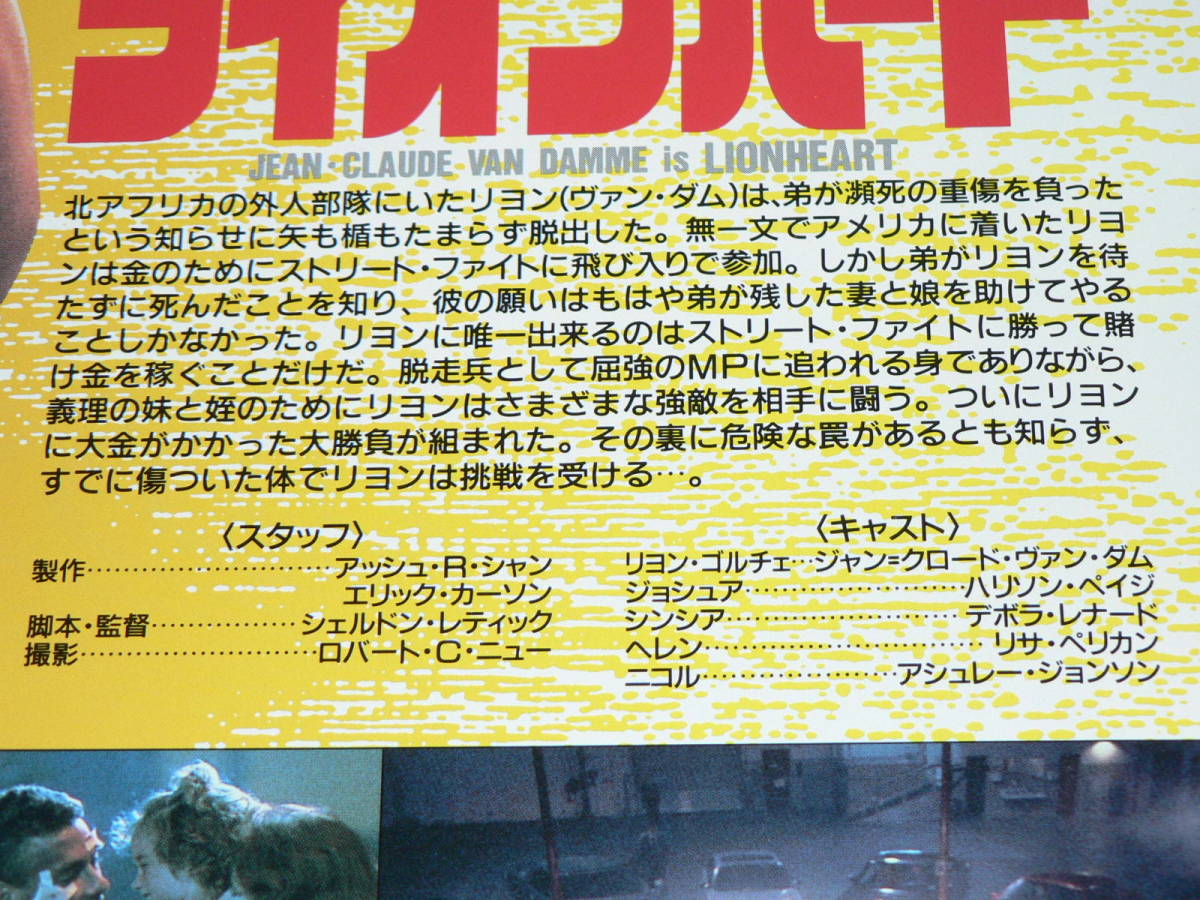 ライオンハート
JEAN・CLAUDE VAN DAMME is LIONHEART
北アフリカの外人部隊にいたリヨン(ヴァン・ダム)は、弟が瀕死の重傷を負った
という知らせに矢も楯もたまらず脱出した。無一文でアメリカに着いたリヨ
ンは金のためにストリート・ファイトに飛び入りで参加。しかし弟がリヨンを待
たずに死んだことを知り、彼の願いはもはや弟が残した妻と娘を助けてやる
ことしかなかった。リヨンに唯一出来るのはストリート・ファイトに勝って賭
け金を稼ぐことだけだ。脱走兵として屈強のMPに追われる身でありながら、
義理の妹と姪のためにリヨンはさまざまな強敵を相手に闘う。ついにリヨン
に大金がかかった大勝負が組まれた。その裏に危険な罠があるとも知らず、
すでに傷ついた体でリヨンは挑戦を受ける…。
〈スタッフ〉
製作……………………アッシュ・R・シャン
エリック・カーソン
脚本・監督……………シェルドン・レティック
撮影……………………ロバート・C・ニュー
〈キャスト〉
リヨン・ゴルチェ…ジャン=クロード・ヴァン・ダム
ジョシュア……………………ハリソン・ペイジ
シンシア……………………デボラ・レナード
ヘレン………………………リサ・ペリカン
ニコル…………………アシュレー・ジョンソン